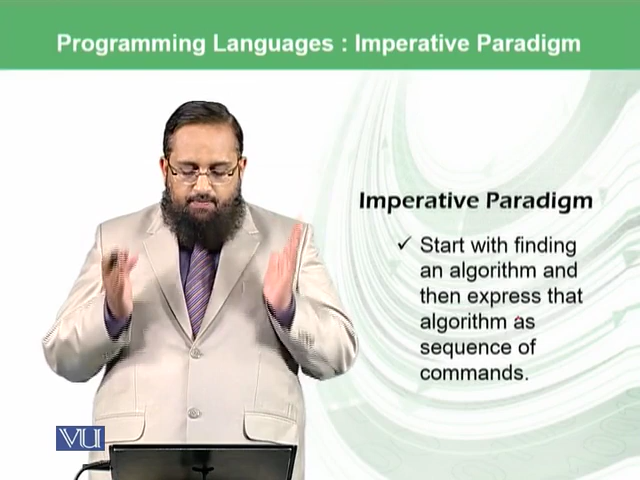 Programming Languages : Imperative Paradigm
Imperative Paradigm
✓ Start with finding
an algorithm and
then express that
algorithm as
sequence of
commands.
VU